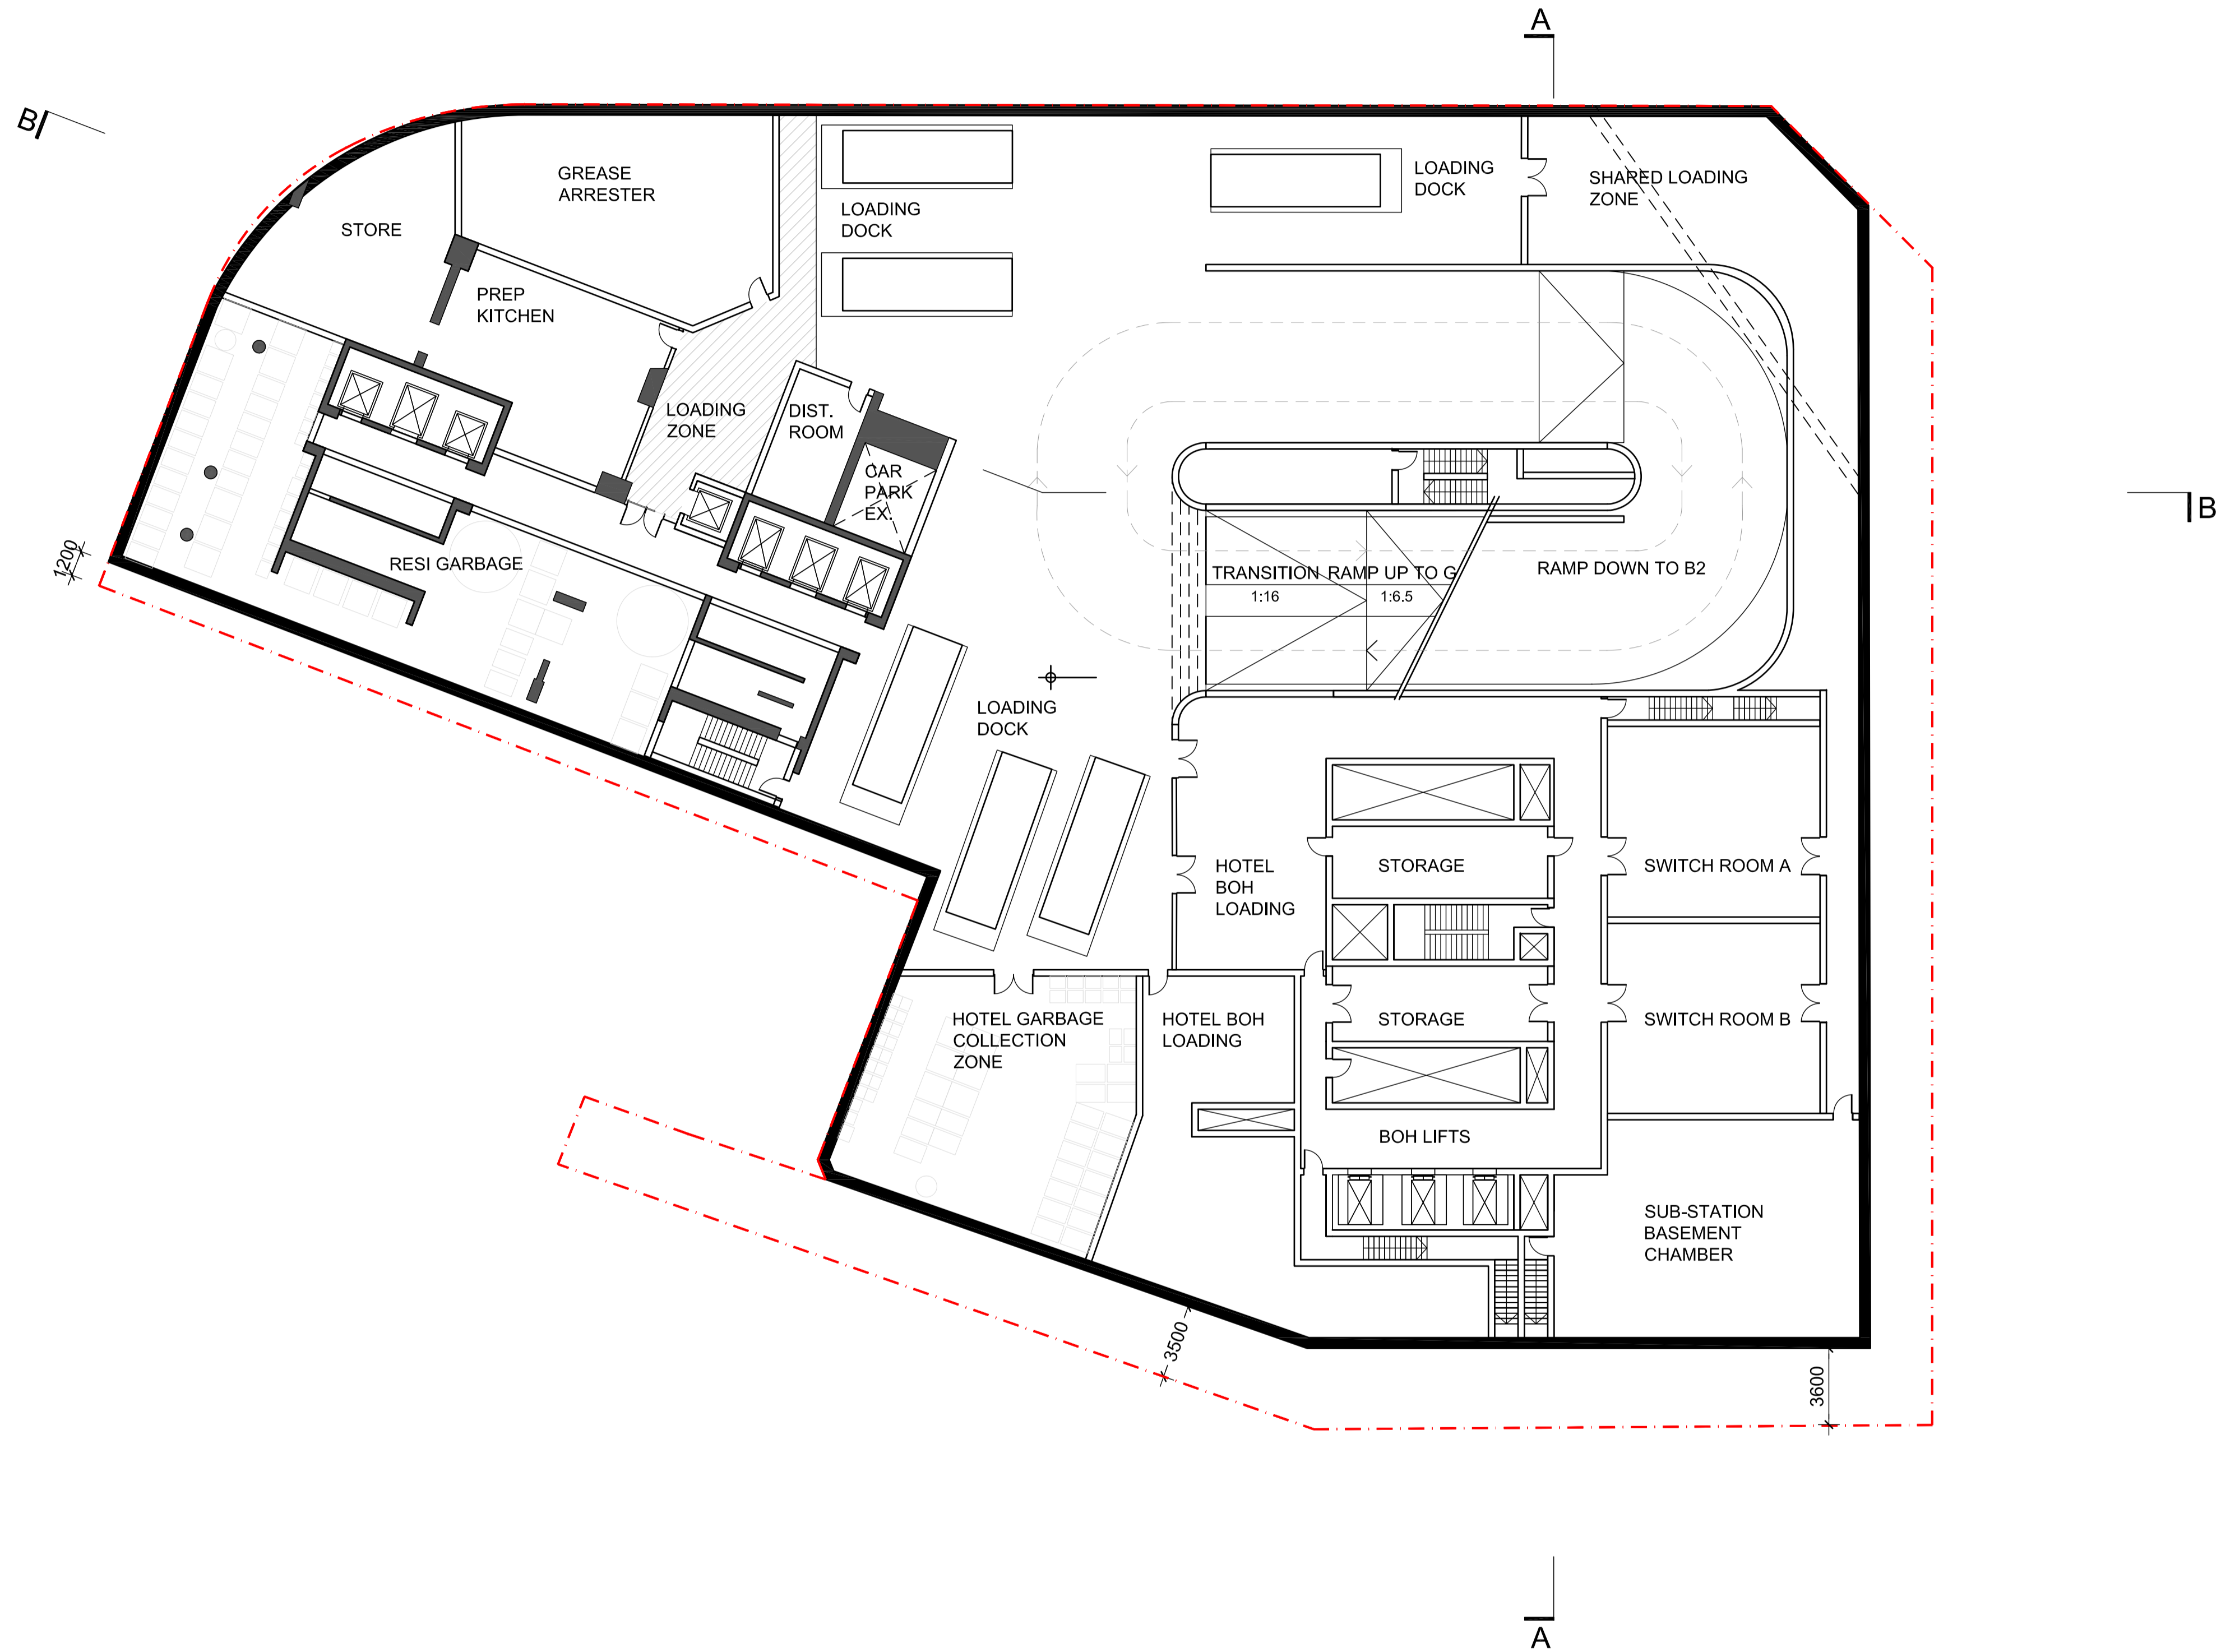 A
B
GREASE
ARRESTER
LOADING
DOCK
LOADING
DOCK
SHAPED LOADING
ZONE
STORE
PREP
KITCHEN
LOADING
ZONE
DIST.
ROOM
CAR
PARK
EX.
B
1200
RESI GARBAGE
TRANSITION
1:16
RAMP UP TO G
1:6.5
RAMP DOWN TO B2
LOADING
DOCK
HOTEL
BOH
LOADING
STORAGE
SWITCH ROOM A
HOTEL GARBAGE
COLLECTION
ZONE
HOTEL BOH
LOADING
STORAGE
SWITCH ROOM B
BOH LIFTS
SUB-STATION
BASEMENT
CHAMBER
3500
3600
A